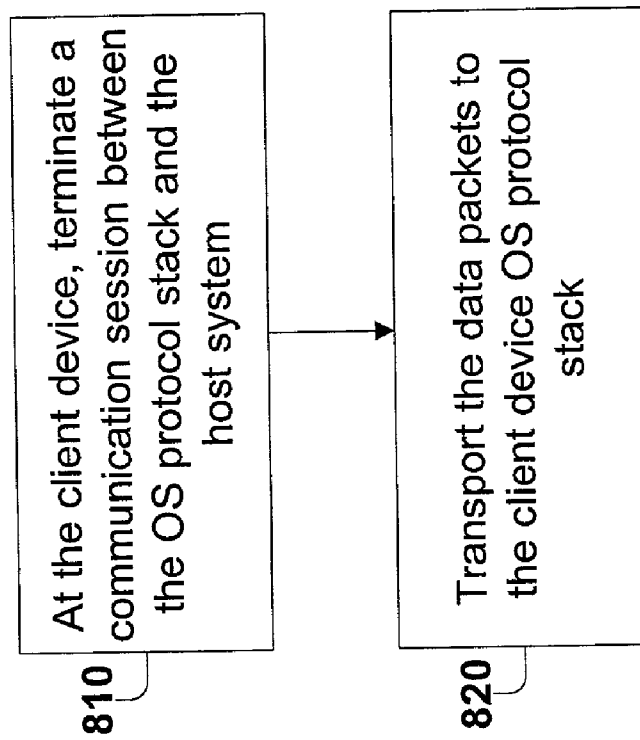 810
At the client device, terminate a
communication session between
the OS protocol stack and the
host system
820
Transport the data packets to
the client device OS protocol
stack